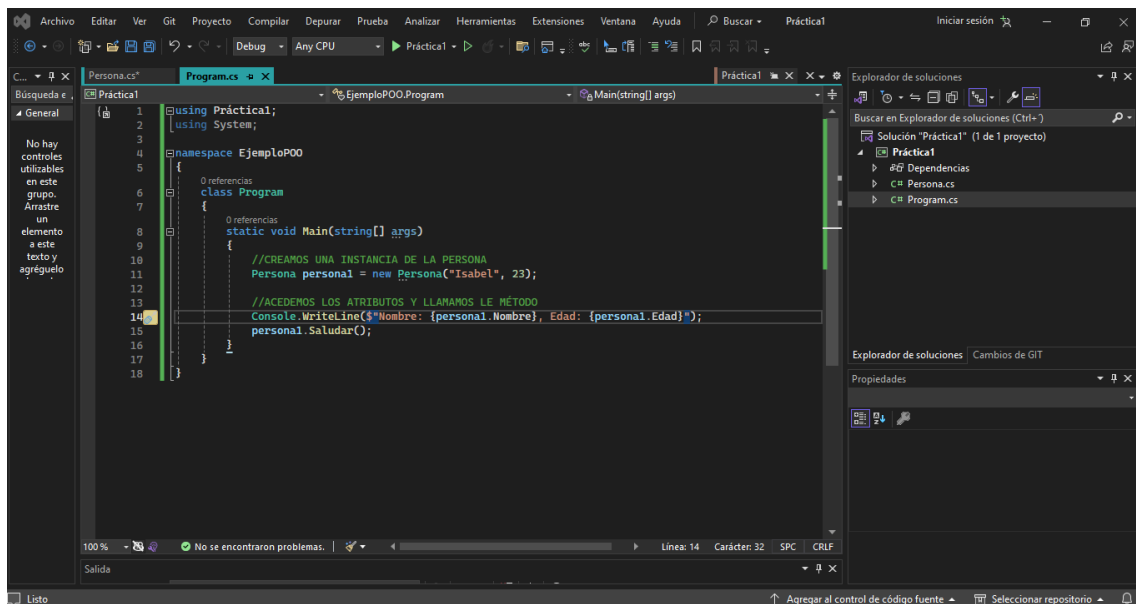 Archivo Editar Ver Git Proyecto Compilar Depurar Prueba Analizar Herramientas Extensiones Ventana Ayuda Buscar Práctica1 Iniciar sesión
Debug Any CPU Práctica1
C... Persona.cs* Program.cs Práctica1 Explorador de soluciones
Búsqueda e Práctica1 EjemploPOO.Program Main(string[] args)
General
No hay
controles
utilizables
en este
grupo.
Arrastre
un
elemento
a este
texto y
agréguelo
1 using Práctica1;
2 using System;
3
4 namespace EjemploPOO
5 {
0 referencias
6 class Program
7 {
0 referencias
8 static void Main(string[] args)
9 {
10 //CREAMOS UNA INSTANCIA DE LA PERSONA
11 Persona persona1 = new Persona("Isabel", 23);
12
13 //ACEDEMOS LOS ATRIBUTOS Y LLAMAMOS LE MÉTODO
14 Console.WriteLine($"Nombre: {persona1.Nombre}, Edad: {persona1.Edad}");
15 persona1.Saludar();
16 }
17 }
18 }
Buscar en Explorador de soluciones (Ctrl+´)
Solución "Práctica1" (1 de 1 proyecto)
Práctica1
Dependencias
C# Persona.cs
C# Program.cs
Explorador de soluciones Cambios de GIT
Propiedades
100 % No se encontraron problemas. Línea: 14 Carácter: 32 SPC CRLF
Salida
Listo Agregar al control de código fuente Seleccionar repositorio